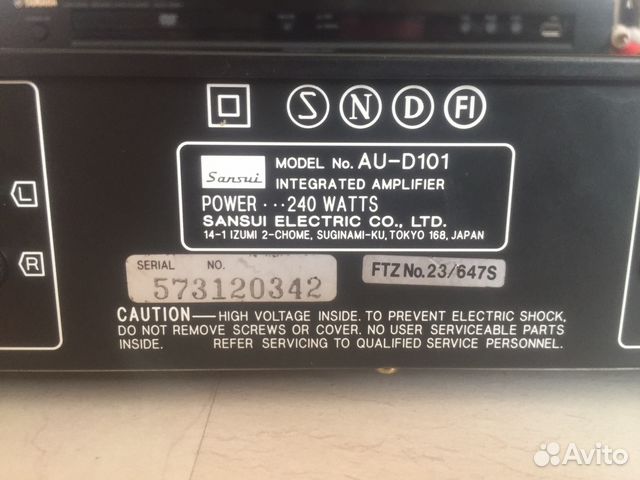 S N D FI
Sansui
MODEL No. AU-D101
INTEGRATED AMPLIFIER
POWER ··· 240 WATTS
SANSUI ELECTRIC CO., LTD.
14-1 IZUMI 2-CHOME, SUGINAMI-KU, TOKYO 168, JAPAN
L
R
SERIAL NO.
573120342
FTZ No. 23/647S
CAUTION — HIGH VOLTAGE INSIDE. TO PREVENT ELECTRIC SHOCK,
DO NOT REMOVE SCREWS OR COVER. NO USER SERVICEABLE PARTS
INSIDE. REFER SERVICING TO QUALIFIED SERVICE PERSONNEL.
Avito